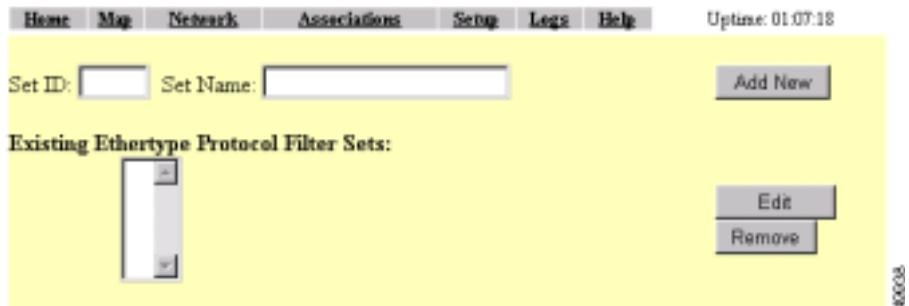 Home Map Network Associations Setup Logs Help Uptime: 01:07:18
Set ID: Set Name: Add New
Existing Ethertype Protocol Filter Sets:
Edit
Remove